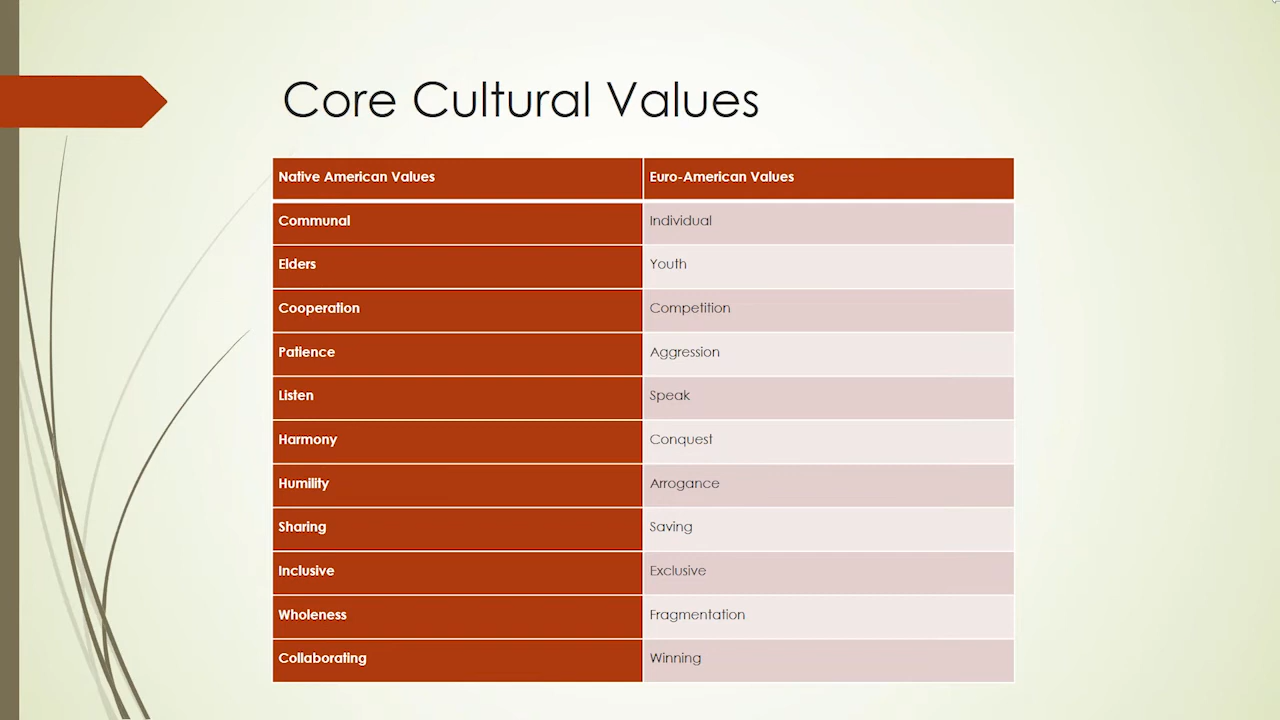 Core Cultural Values
Native American Values Euro-American Values
Communal Individual
Elders Youth
Cooperation Competition
Patience Aggression
Listen Speak
Harmony Conquest
Humility Arrogance
Sharing Saving
Inclusive Exclusive
Wholeness Fragmentation
Collaborating Winning